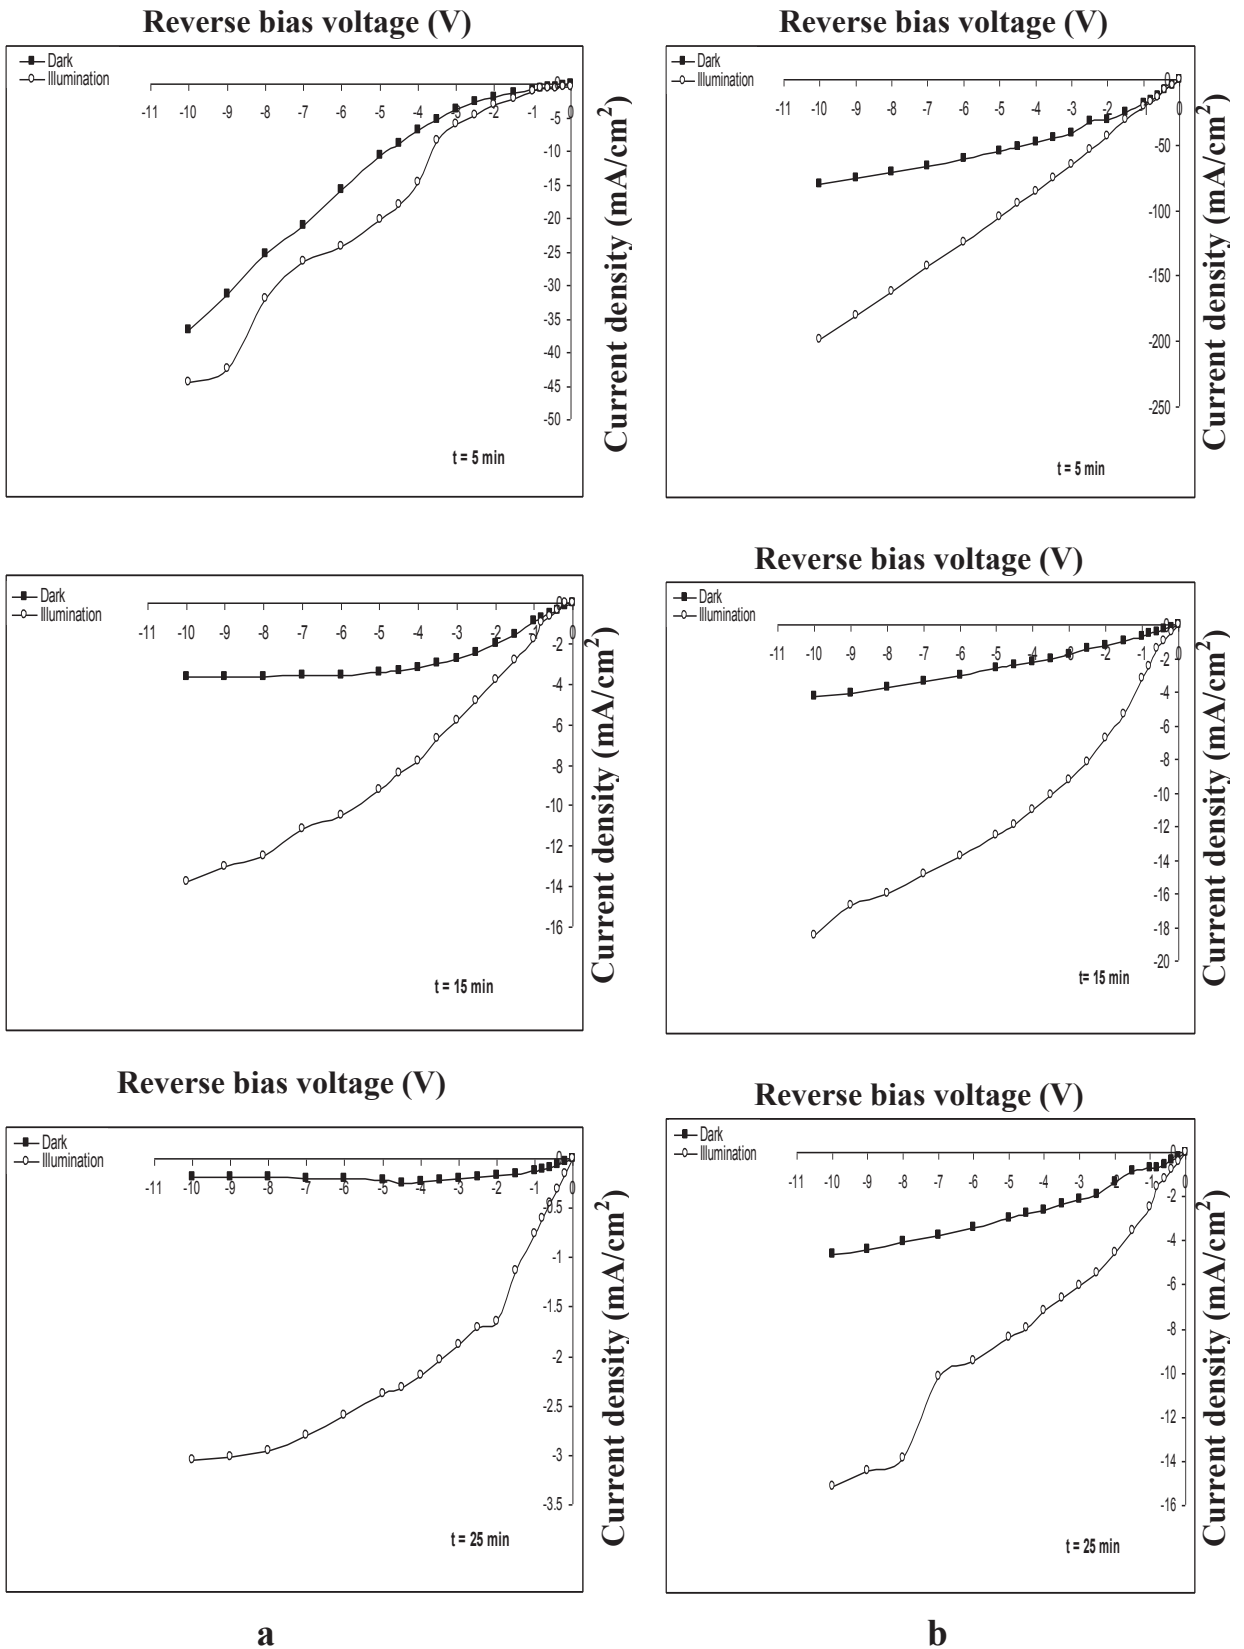 Reverse bias voltage (V)
Dark
Illumination
-11 -10 -9 -8 -7 -6 -5 -4 -3 -2 -1 0
0
-5
-10
-15
-20
-25
-30
-35
-40
-45
-50
Current density (mA/cm²)
t = 5 min
Reverse bias voltage (V)
Dark
Illumination
-11 -10 -9 -8 -7 -6 -5 -4 -3 -2 -1 0
0
-50
-100
-150
-200
-250
Current density (mA/cm²)
t = 5 min
Dark
Illumination
-11 -10 -9 -8 -7 -6 -5 -4 -3 -2 -1 0
0
-2
-4
-6
-8
-10
-12
-14
-16
Current density (mA/cm²)
t = 15 min
Reverse bias voltage (V)
Dark
Illumination
-11 -10 -9 -8 -7 -6 -5 -4 -3 -2 -1 0
0
-2
-4
-6
-8
-10
-12
-14
-16
-18
-20
Current density (mA/cm²)
t= 15 min
Reverse bias voltage (V)
Dark
Illumination
-11 -10 -9 -8 -7 -6 -5 -4 -3 -2 -1 0
0
-0.5
-1
-1.5
-2
-2.5
-3
-3.5
Current density (mA/cm²)
t = 25 min
Reverse bias voltage (V)
Dark
Illumination
-11 -10 -9 -8 -7 -6 -5 -4 -3 -2 -1 0
0
-2
-4
-6
-8
-10
-12
-14
-16
Current density (mA/cm²)
t = 25 min
a
b